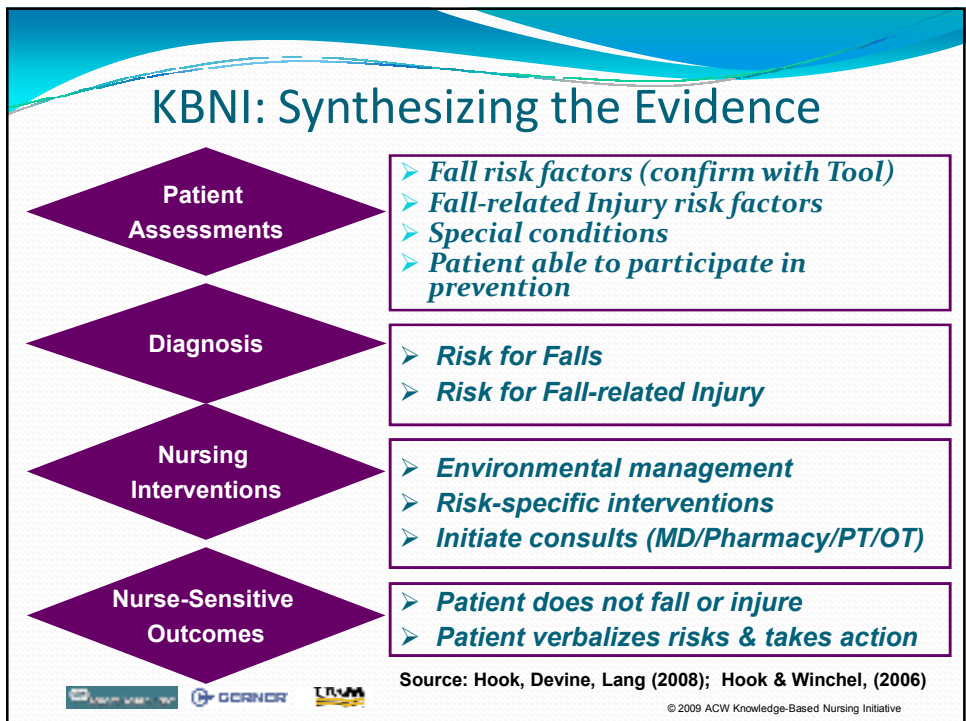 KBNI: Synthesizing the Evidence
Patient
Assessments
➢ Fall risk factors (confirm with Tool)
➢ Fall-related Injury risk factors
➢ Special conditions
➢ Patient able to participate in
prevention
Diagnosis
➢ Risk for Falls
➢ Risk for Fall-related Injury
Nursing
Interventions
➢ Environmental management
➢ Risk-specific interventions
➢ Initiate consults (MD/Pharmacy/PT/OT)
Nurse-Sensitive
Outcomes
➢ Patient does not fall or injure
➢ Patient verbalizes risks & takes action
Source: Hook, Devine, Lang (2008); Hook & Winchel, (2006)
CERNER
© 2009 ACW Knowledge-Based Nursing Initiative